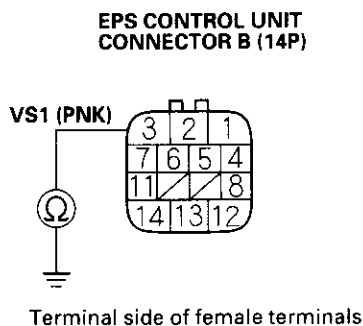 EPS CONTROL UNIT
CONNECTOR B (14P)
VS1 (PNK)
3 2 1
7 6 5 4
11 8
14 13 12
Ω
Terminal side of female terminals